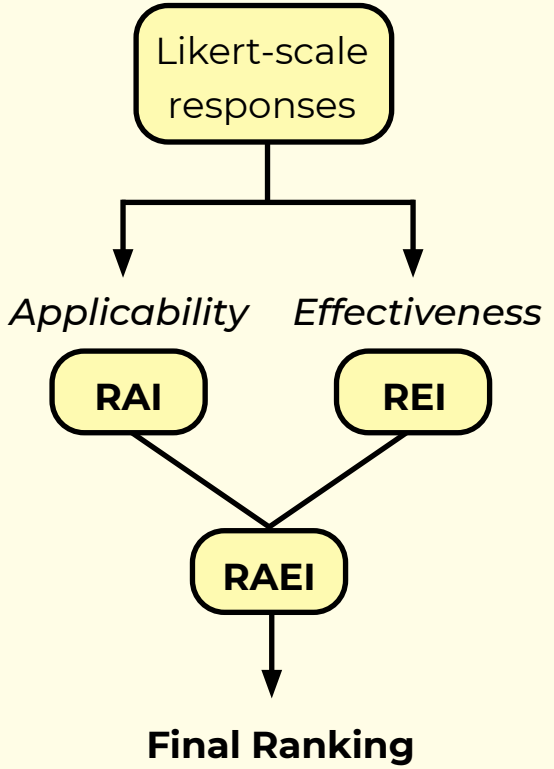 Likert-scale
responses
Applicability
Effectiveness
RAI
REI
RAEI
Final Ranking